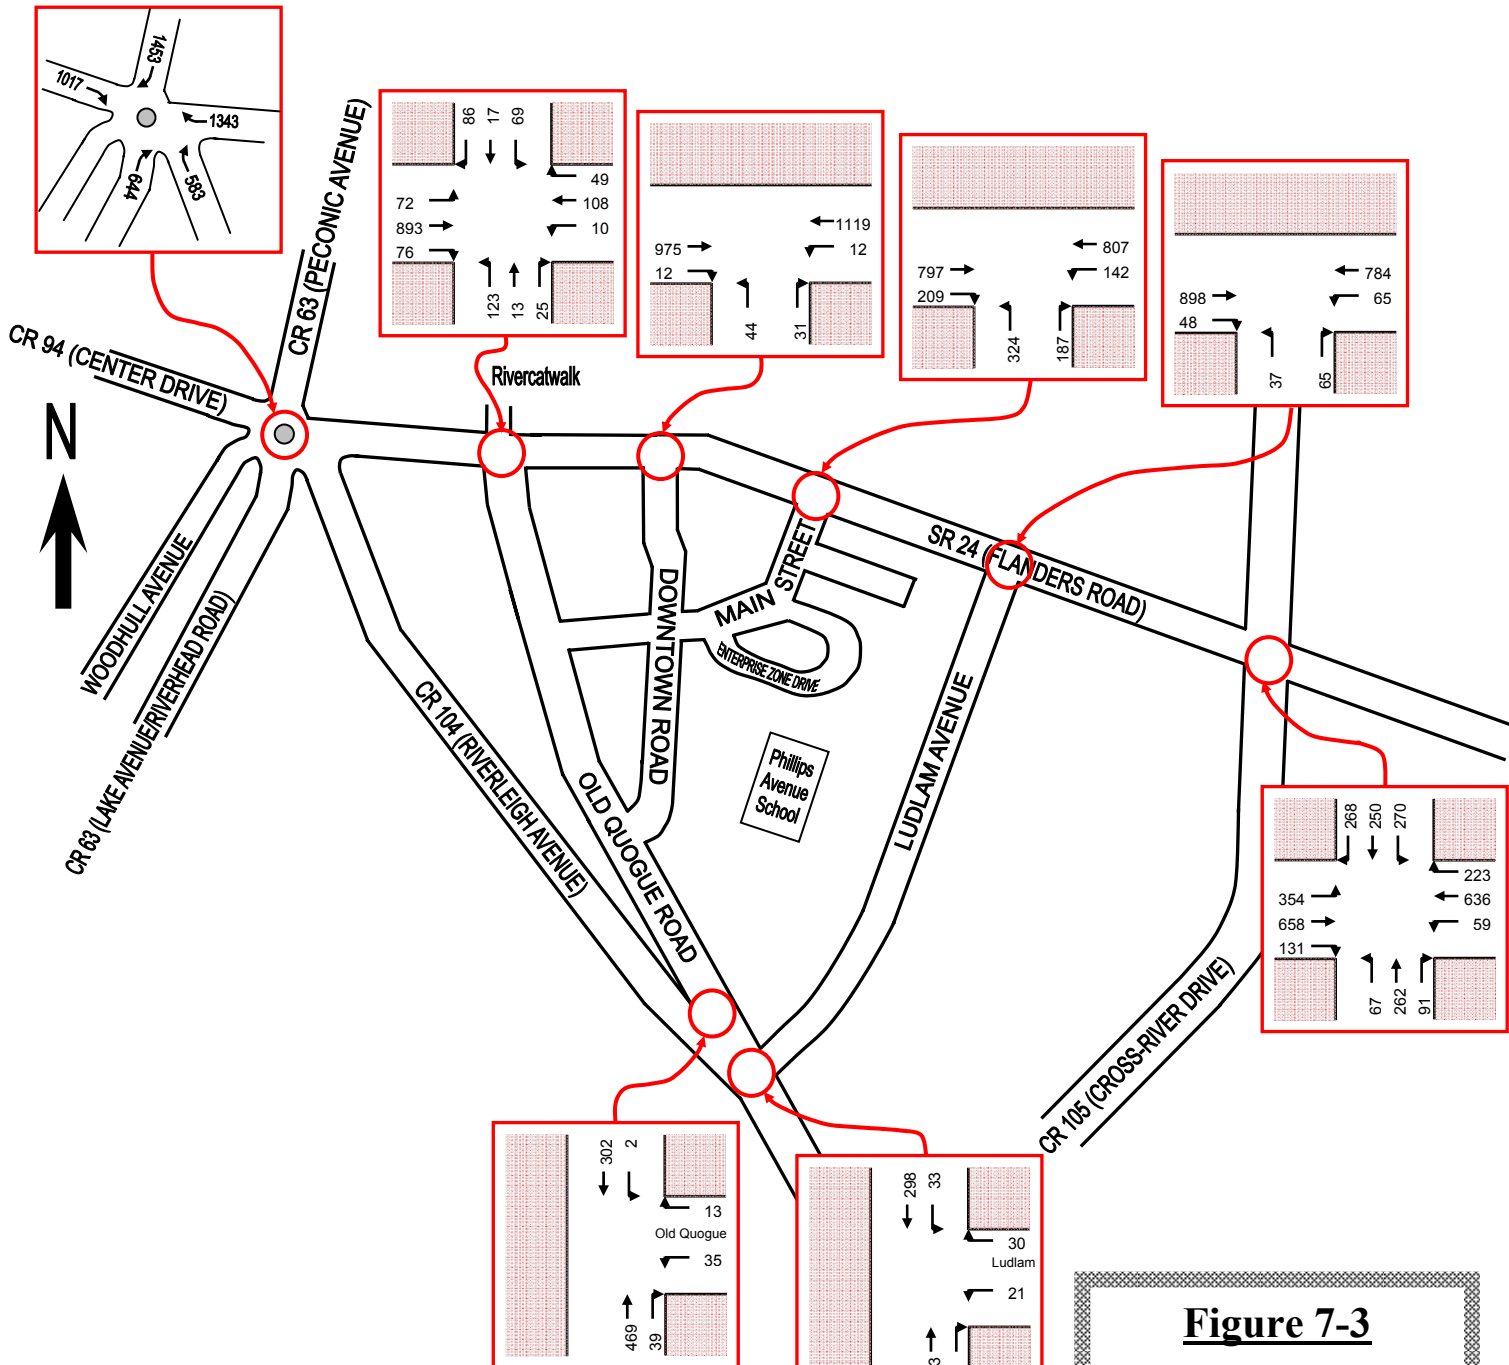 1453
1017
1343
644
583
CR 63 (PECONIC AVENUE)
CR 94 (CENTER DRIVE)
N
86
17
69
49
72
108
893
10
76
123
13
25
Rivercatwalk
1119
975
12
12
44
31
807
797
142
209
324
187
784
898
65
48
37
65
SR 24 (FLANDERS ROAD)
WOODHULL AVENUE
CR 63 (LAKE AVENUE/RIVERHEAD ROAD)
CR 104 (RIVERLEIGH AVENUE)
OLD QUOGUE ROAD
DOWNTOWN ROAD
MAIN STREET
ENTERPRISE ZONE DRIVE
Phillips
Avenue
School
LUDLAM AVENUE
CR 105 (CROSS-RIVER DRIVE)
268
250
270
223
354
636
658
59
131
67
262
91
302
2
13
Old Quogue
35
469
39
298
33
30
Ludlam
21
Figure 7-3